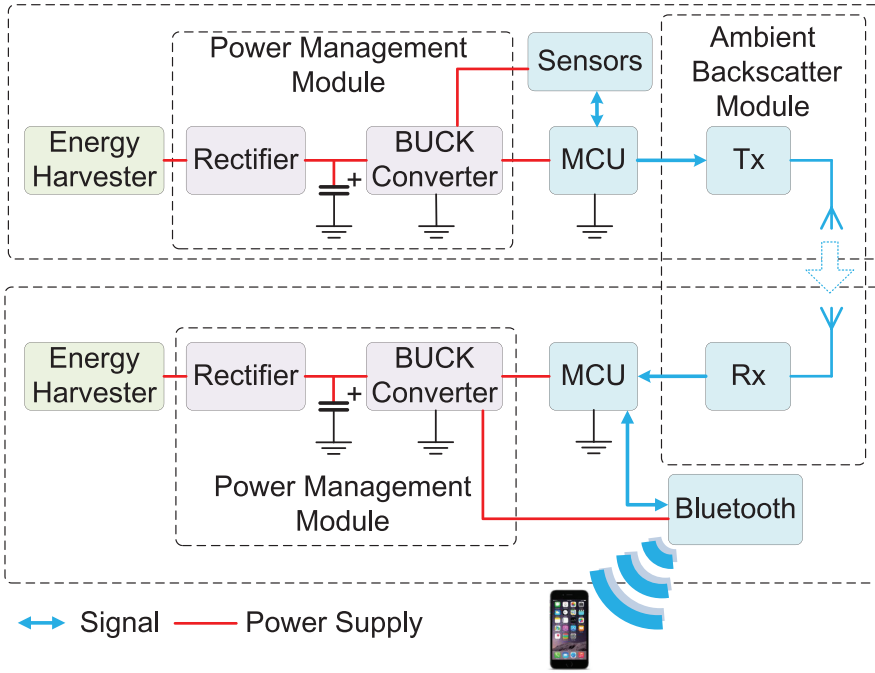 Power Management
Module
Sensors
Ambient
Backscatter
Module
Energy
Harvester
Rectifier
+
BUCK
Converter
MCU
Tx
Energy
Harvester
Rectifier
+
BUCK
Converter
MCU
Rx
Power Management
Module
Bluetooth
Signal
Power Supply